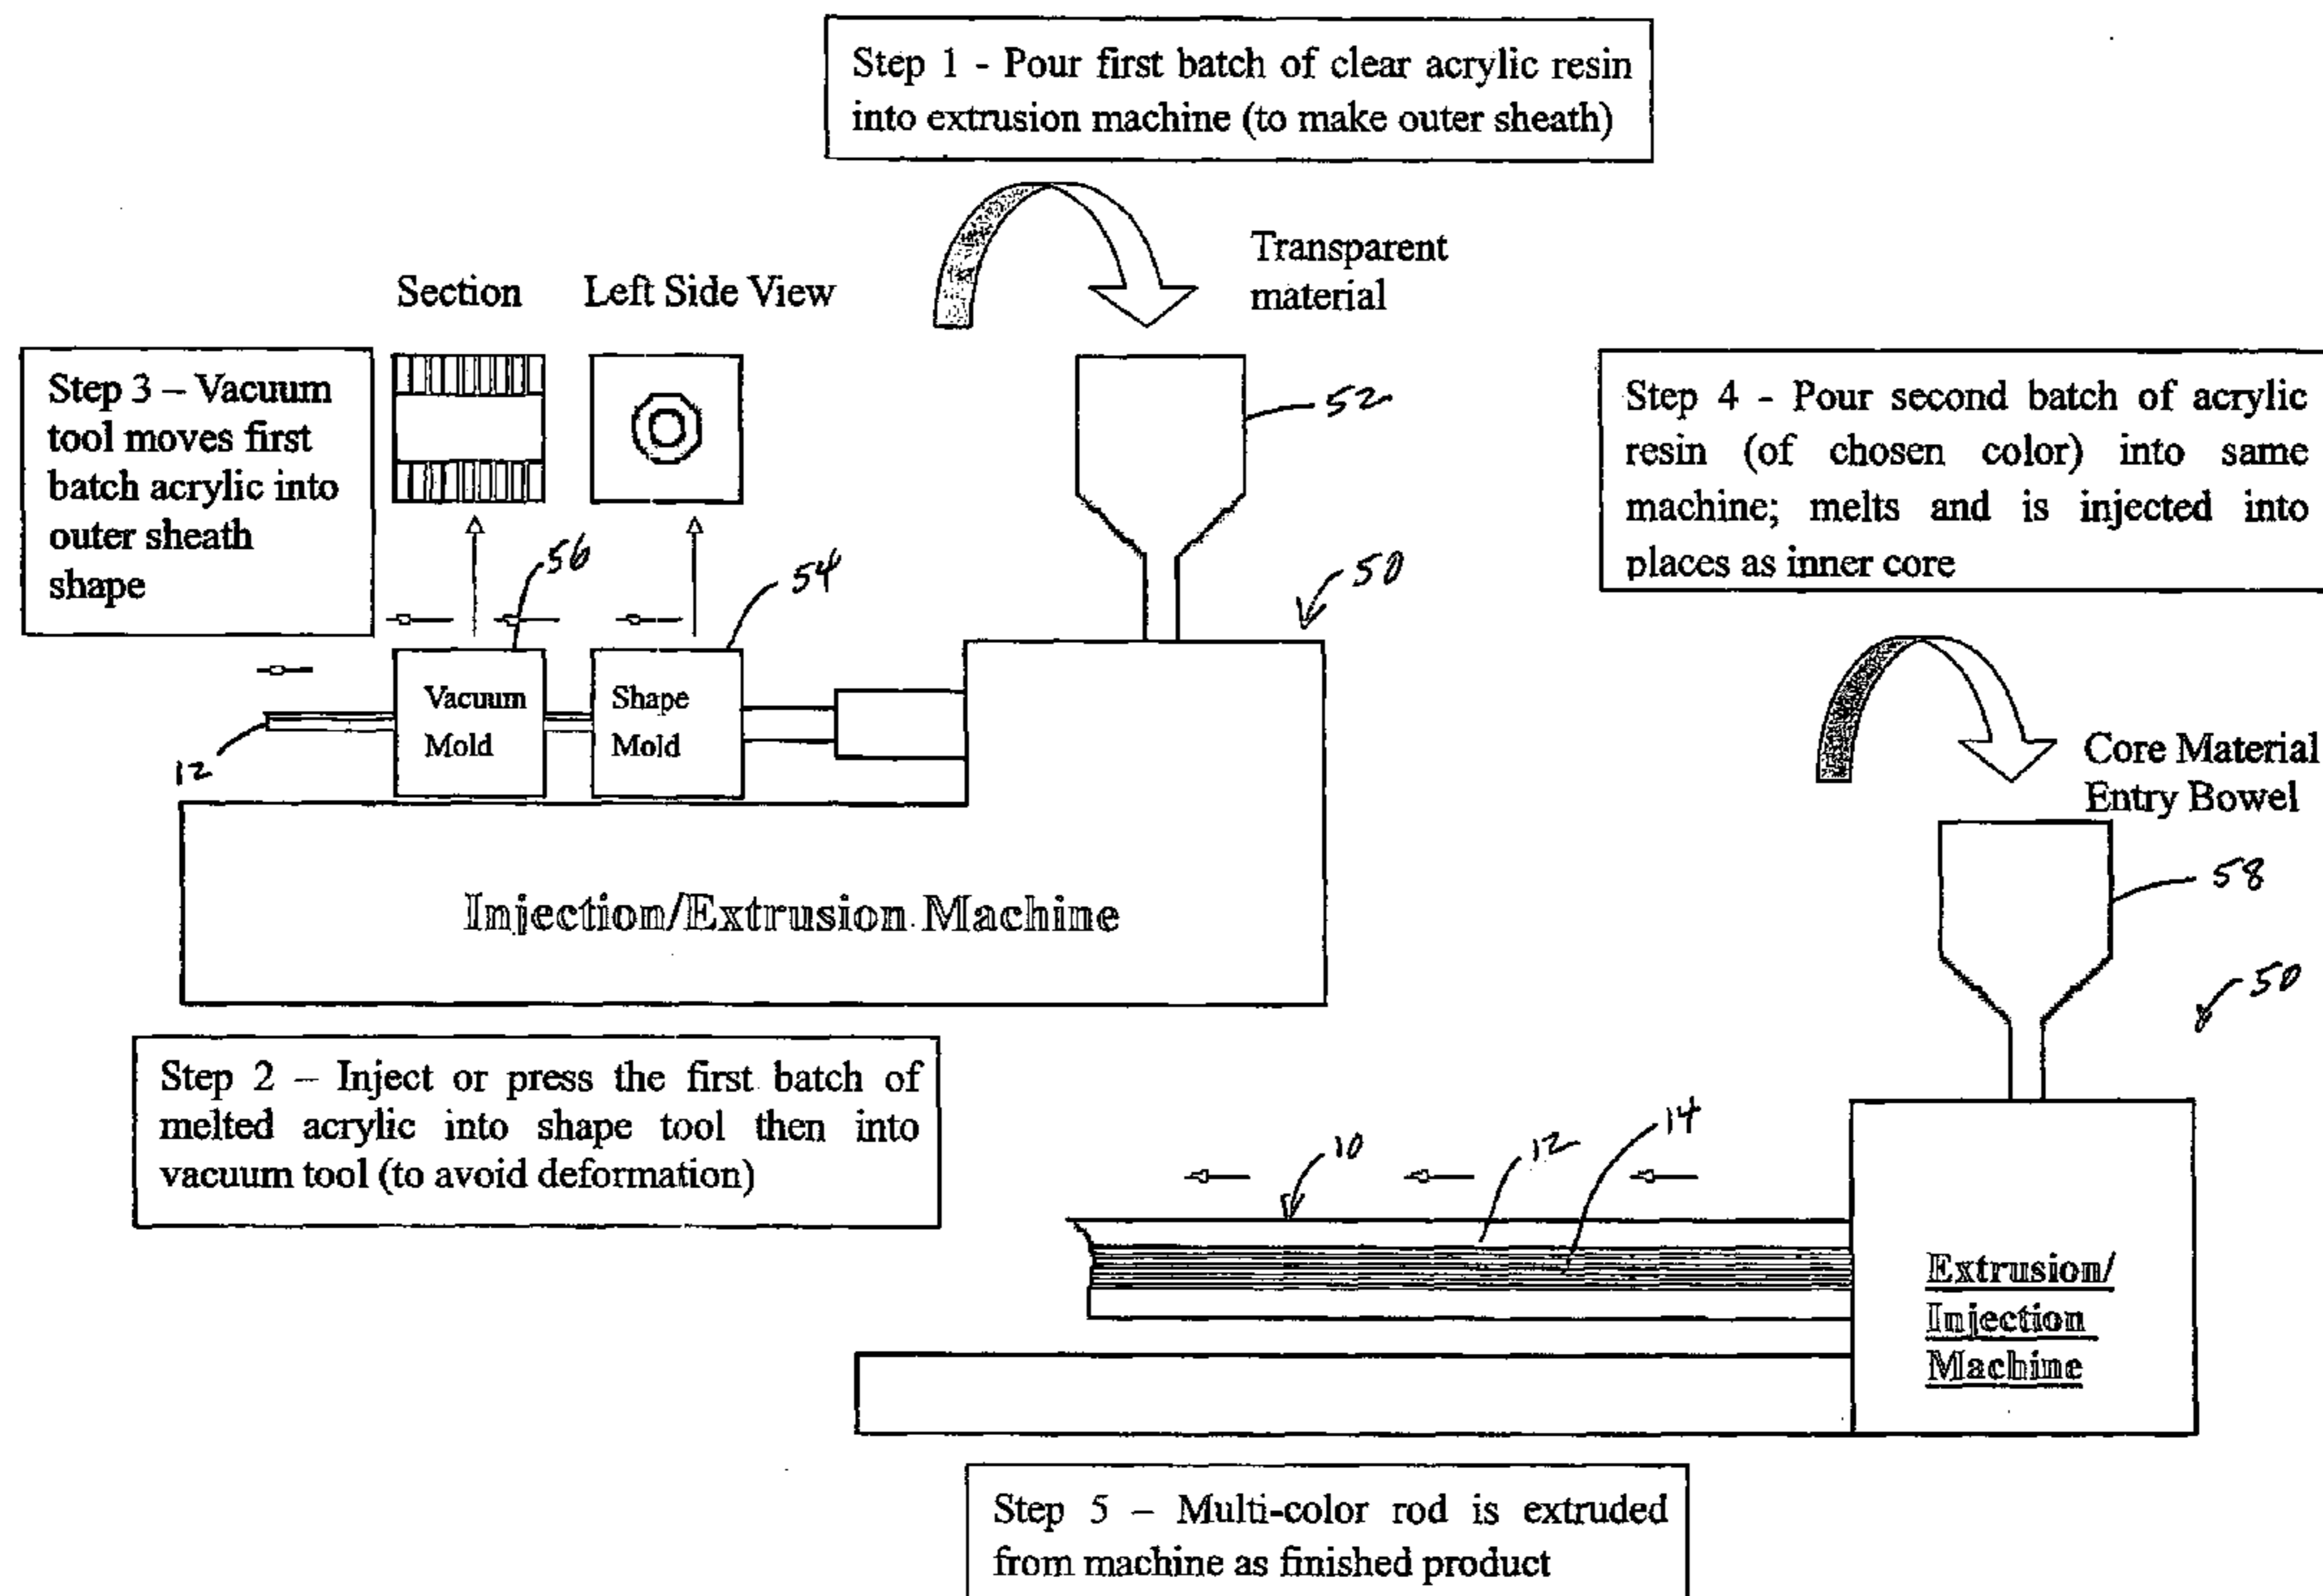 Step 1 - Pour first batch of clear acrylic resin
into extrusion machine (to make outer sheath)
Transparent
material
Section
Left Side View
Step 3 – Vacuum
tool moves first
batch acrylic into
outer sheath
shape
52
Step 4 - Pour second batch of acrylic
resin (of chosen color) into same
machine; melts and is injected into
places as inner core
56
54
50
Vacuum
Mold
Shape
Mold
12
Core Material
Entry Bowel
58
Injection/Extrusion Machine
50
Step 2 – Inject or press the first batch of
melted acrylic into shape tool then into
vacuum tool (to avoid deformation)
10
12
14
Extrusion/
Injection
Machine
Step 5 – Multi-color rod is extruded
from machine as finished product